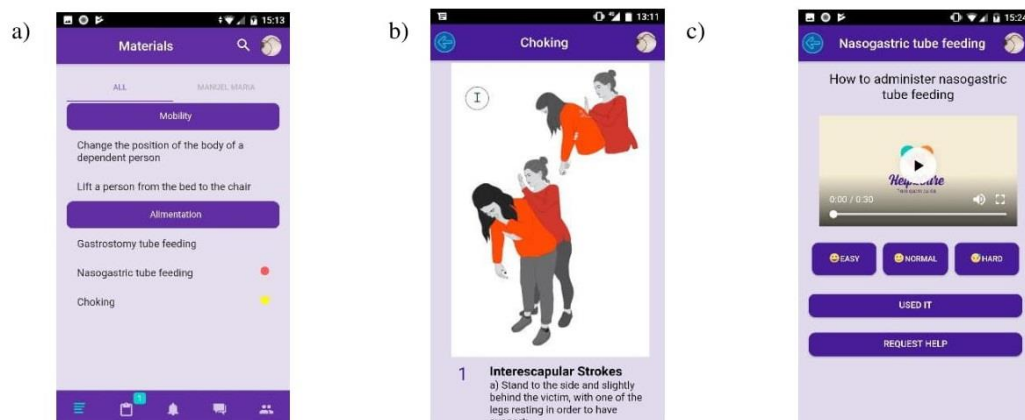 a)
15:13
Materials
ALL
MANUEL MARIA
Mobility
Change the position of the body of a
dependent person
Lift a person from the bed to the chair
Alimentation
Gastrostomy tube feeding
Nasogastric tube feeding
Choking
1
b)
13:11
Choking
I
1
Interescapular Strokes
a) Stand to the side and slightly
behind the victim, with one of the
legs resting in order to have
c)
15:24
Nasogastric tube feeding
How to administer nasogastric
tube feeding
0:00 / 0:30
EASY
NORMAL
HARD
USED IT
REQUEST HELP